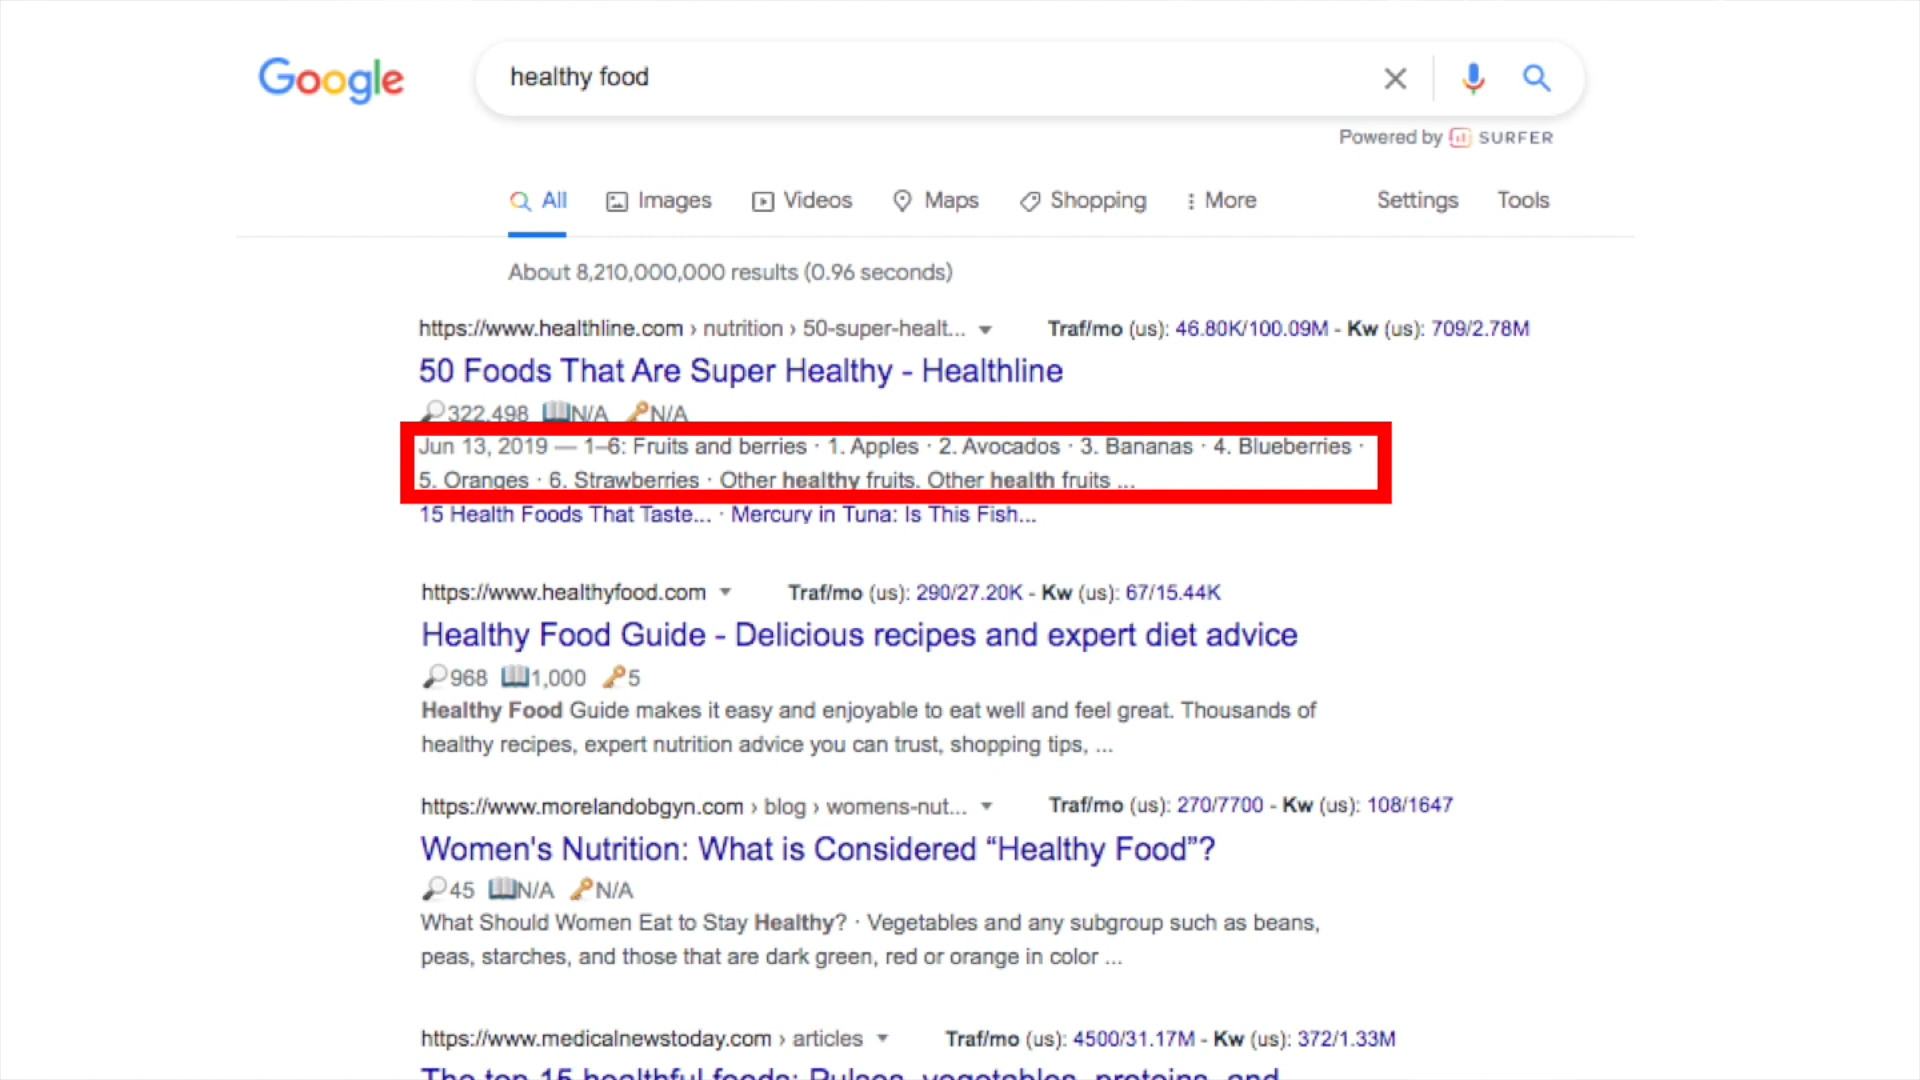 Google
healthy food
Powered by SURFER
All Images Videos Maps Shopping More Settings Tools
About 8,210,000,000 results (0.96 seconds)
https://www.healthline.com › nutrition › 50-super-healt... Traf/mo (us): 46.80K/100.09M - Kw (us): 709/2.78M
50 Foods That Are Super Healthy - Healthline
322,498 N/A N/A
Jun 13, 2019 — 1–6: Fruits and berries · 1. Apples · 2. Avocados · 3. Bananas · 4. Blueberries ·
5. Oranges · 6. Strawberries · Other healthy fruits. Other health fruits ...
15 Health Foods That Taste... · Mercury in Tuna: Is This Fish...
https://www.healthyfood.com Traf/mo (us): 290/27.20K - Kw (us): 67/15.44K
Healthy Food Guide - Delicious recipes and expert diet advice
968 1,000 5
Healthy Food Guide makes it easy and enjoyable to eat well and feel great. Thousands of
healthy recipes, expert nutrition advice you can trust, shopping tips, ...
https://www.morelandobgyn.com › blog › womens-nut... Traf/mo (us): 270/7700 - Kw (us): 108/1647
Women's Nutrition: What is Considered “Healthy Food”?
45 N/A N/A
What Should Women Eat to Stay Healthy? · Vegetables and any subgroup such as beans,
peas, starches, and those that are dark green, red or orange in color ...
https://www.medicalnewstoday.com › articles Traf/mo (us): 4500/31.17M - Kw (us): 372/1.33M
The top 15 healthful foods: Pulses, vegetables, proteins, and